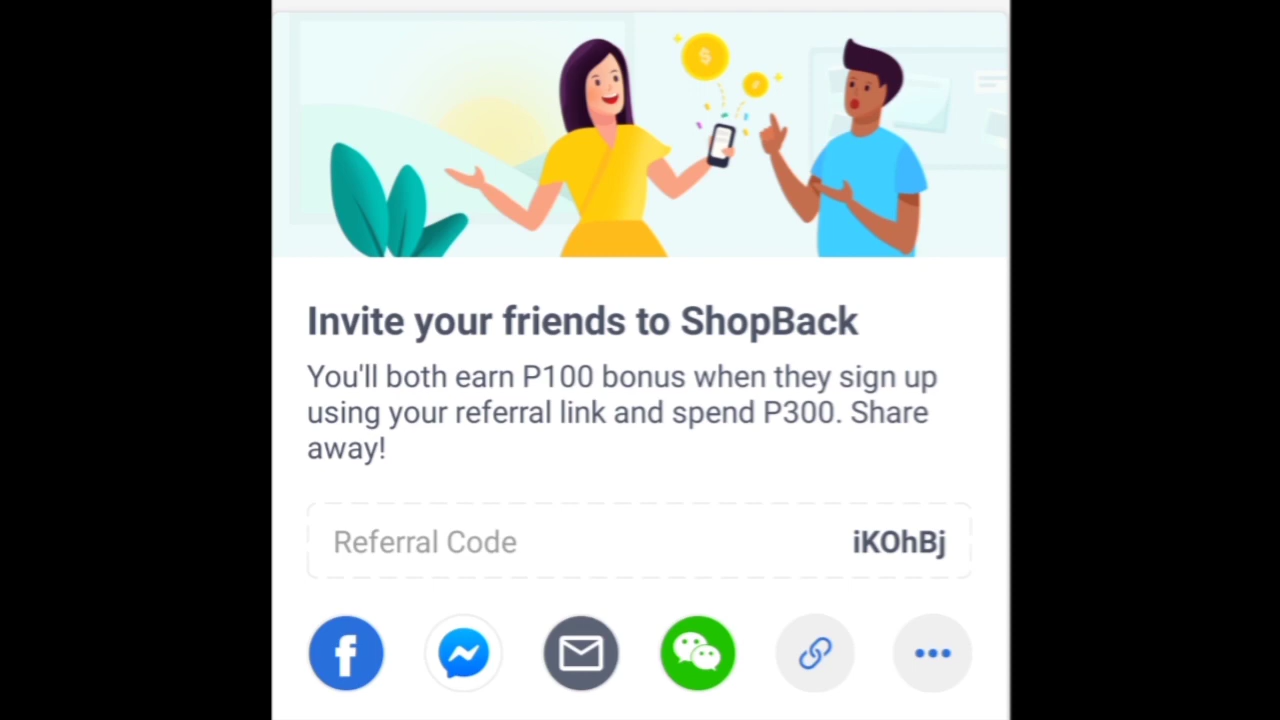 Invite your friends to ShopBack
You'll both earn P100 bonus when they sign up
using your referral link and spend P300. Share
away!
Referral Code iKOhBj